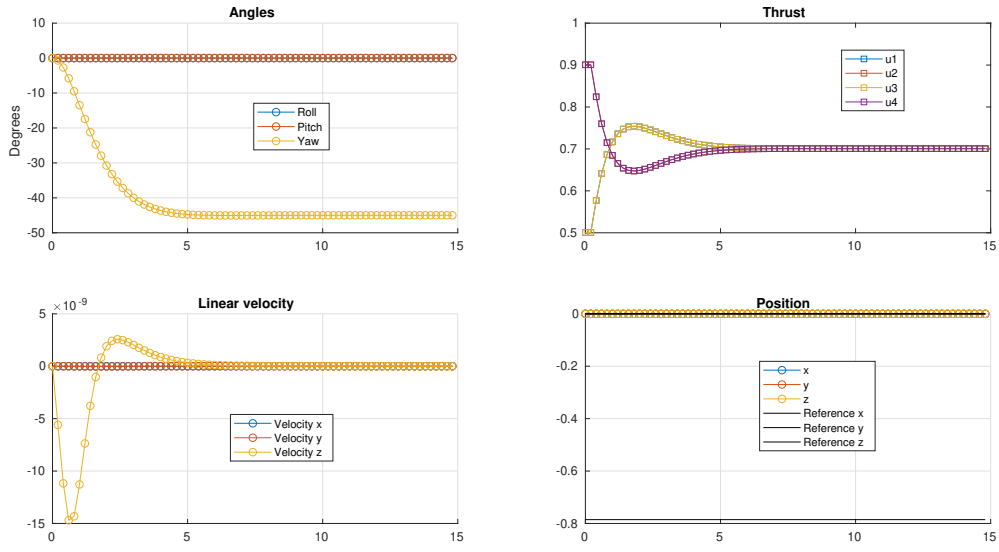 Angles
10
0
-10
-20
-30
-40
-50
Degrees
Roll
Pitch
Yaw
0
5
10
15
Thrust
1
0.9
0.8
0.7
0.6
0.5
u1
u2
u3
u4
0
5
10
15
Linear velocity
×10 -9
5
0
-5
-10
-15
Velocity x
Velocity y
Velocity z
0
5
10
15
Position
0
-0.2
-0.4
-0.6
-0.8
x
y
z
Reference x
Reference y
Reference z
0
5
10
15